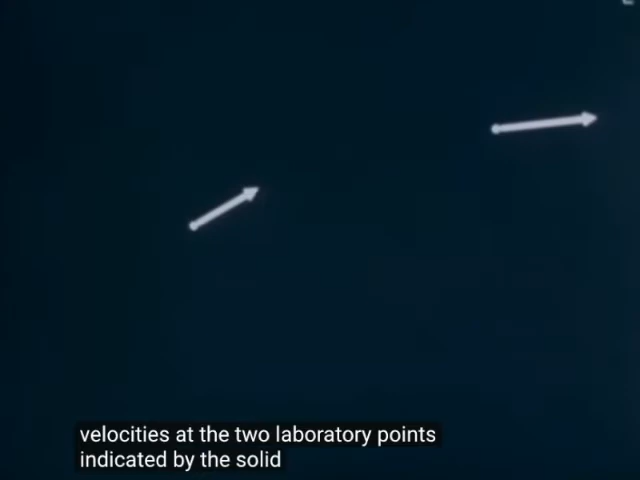 velocities at the two laboratory points
indicated by the solid